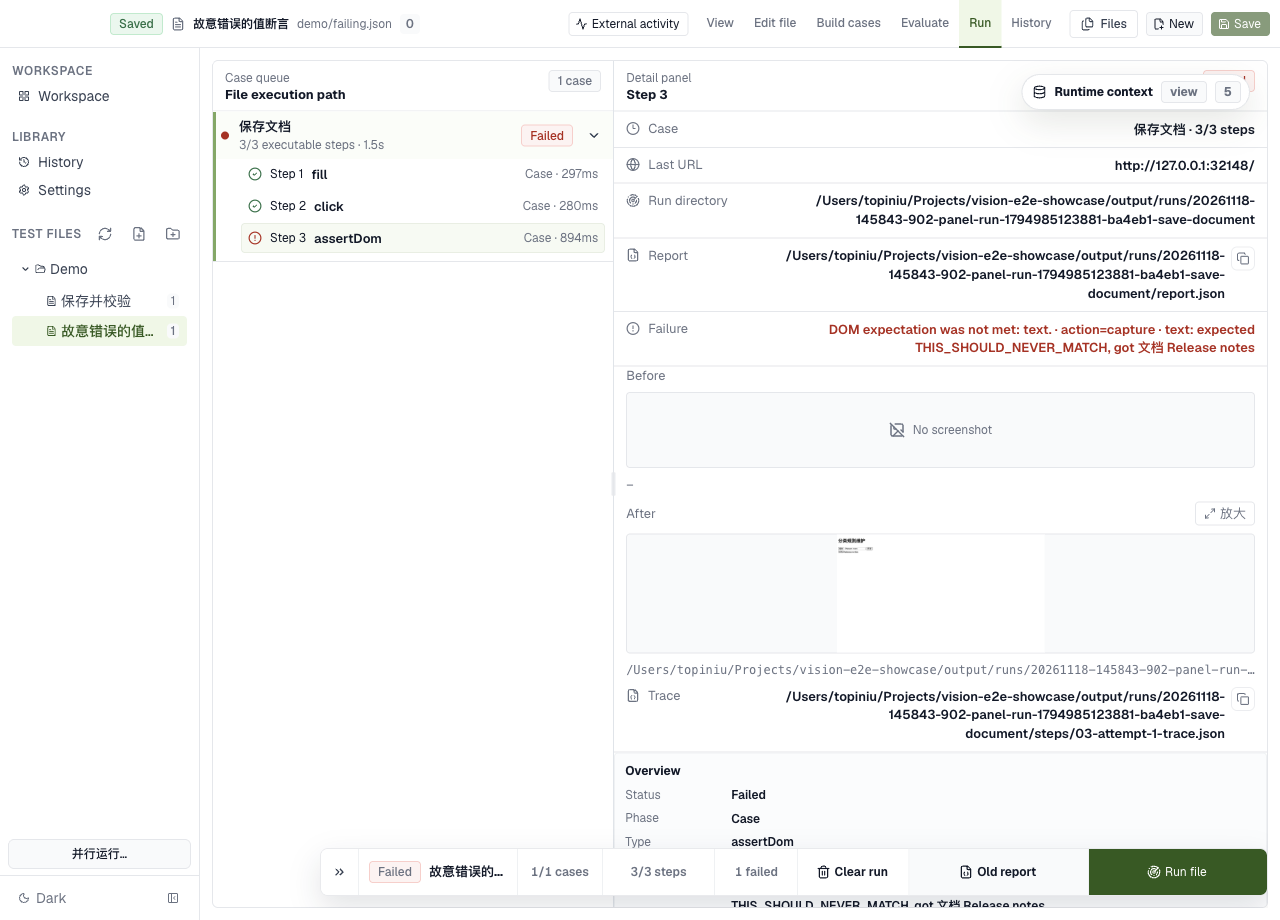 Saved
故意错误的值断言 demo/failing.json 0
External activity
View
Edit file
Build cases
Evaluate
Run
History
Files
New
Save
WORKSPACE
Workspace
LIBRARY
History
Settings
TEST FILES
Demo
保存并校验 1
故意错误的值… 1
并行运行…
Dark
Case queue
File execution path
1 case
保存文档
3/3 executable steps · 1.5s
Failed
Step 1 fill Case · 297ms
Step 2 click Case · 280ms
Step 3 assertDom Case · 894ms
Detail panel
Step 3
Runtime context view 5
Case 保存文档 · 3/3 steps
Last URL http://127.0.0.1:32148/
Run directory /Users/topiniu/Projects/vision-e2e-showcase/output/runs/20261118-
145843-902-panel-run-1794985123881-ba4eb1-save-document
Report /Users/topiniu/Projects/vision-e2e-showcase/output/runs/20261118-
145843-902-panel-run-1794985123881-ba4eb1-save-
document/report.json
Failure DOM expectation was not met: text. · action=capture · text: expected
THIS_SHOULD_NEVER_MATCH, got 文档 Release notes
Before
No screenshot
–
After
放大
/Users/topiniu/Projects/vision-e2e-showcase/output/runs/20261118-145843-902-panel-run-…
Trace /Users/topiniu/Projects/vision-e2e-showcase/output/runs/20261118-
145843-902-panel-run-1794985123881-ba4eb1-save-
document/steps/03-attempt-1-trace.json
Overview
Status Failed
Phase Case
Type assertDom
Failed 故意错误的…
1/1 cases
3/3 steps
1 failed
Clear run
Old report
Run file
THIS_SHOULD_NEVER_MATCH, got 文档 Release notes